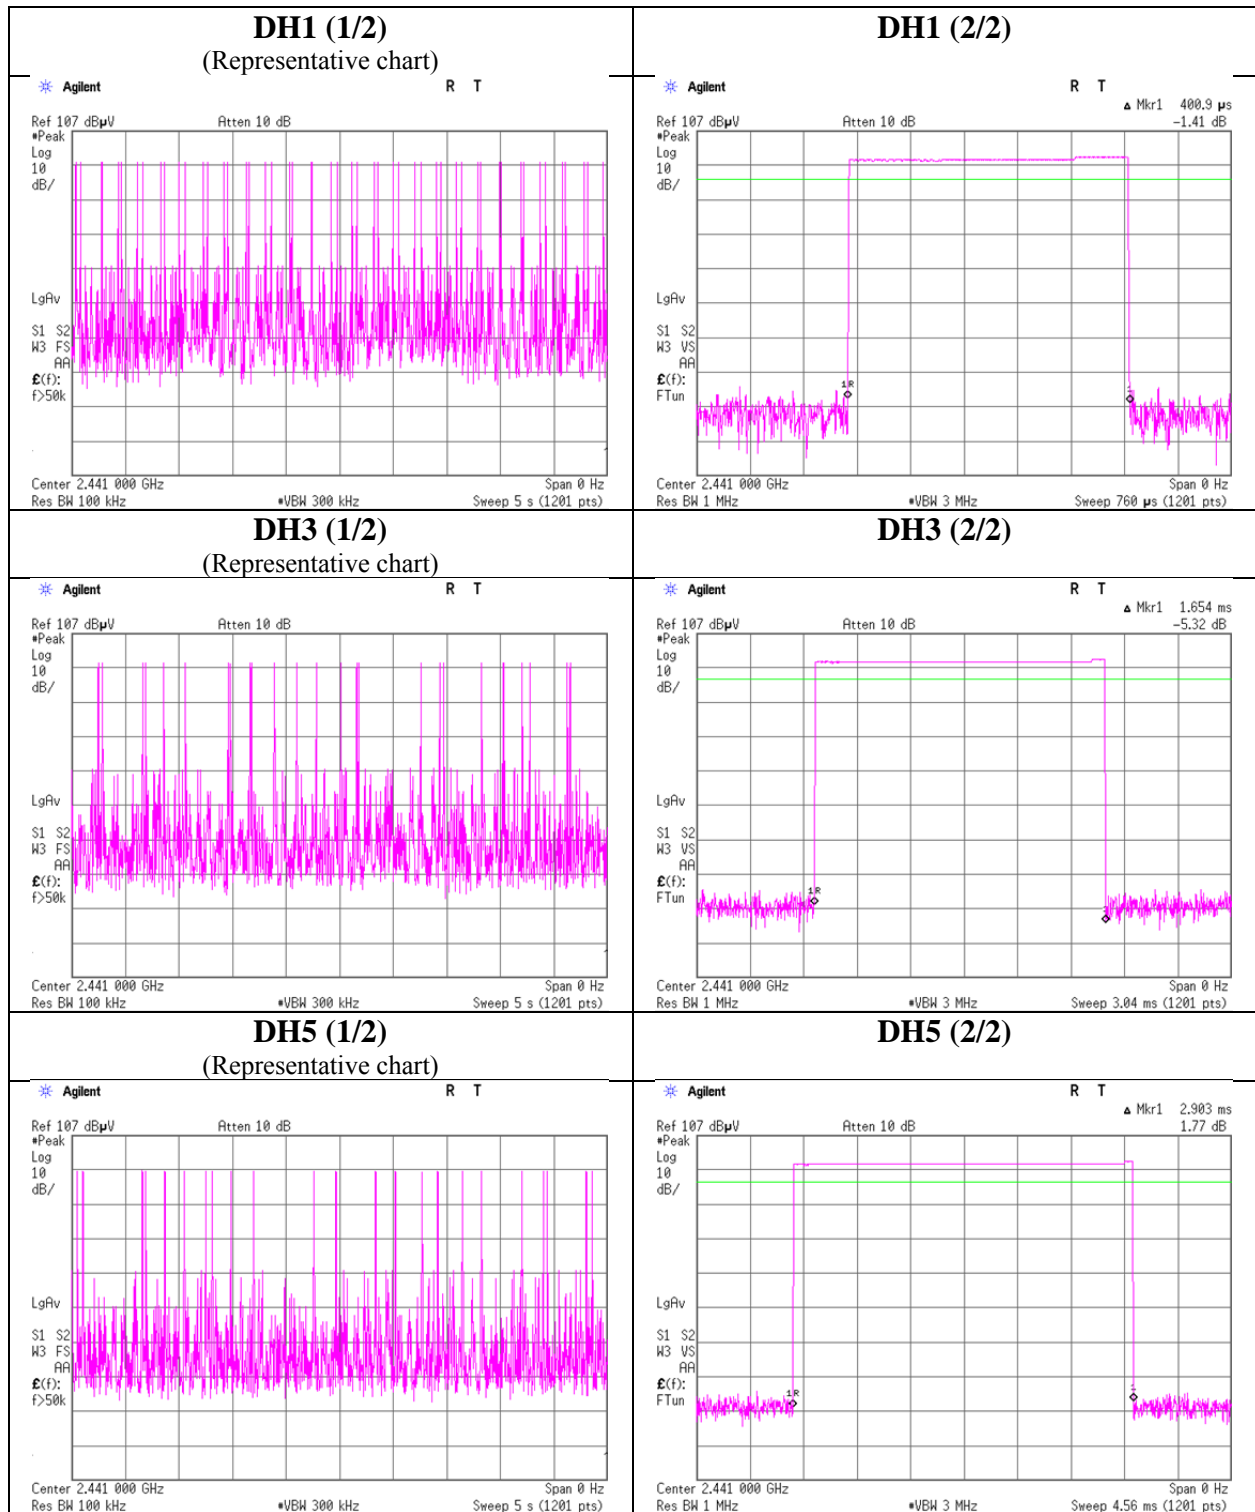 DH1 (1/2)
(Representative chart)
DH1 (2/2)
Agilent R T
Ref 107 dBµV Atten 10 dB
#Peak
Log
10
dB/
LgAv
S1 S2
W3 FS
AA
£(f):
f>50k
Center 2.441 000 GHz Span 0 Hz
Res BW 100 kHz #VBW 300 kHz Sweep 5 s (1201 pts)
Agilent R T
Δ Mkr1 400.9 µs
Ref 107 dBµV Atten 10 dB -1.41 dB
#Peak
Log
10
dB/
LgAv
S1 S2
W3 VS
AA
£(f):
FTun
1R
1
Center 2.441 000 GHz Span 0 Hz
Res BW 1 MHz #VBW 3 MHz Sweep 760 µs (1201 pts)
DH3 (1/2)
(Representative chart)
DH3 (2/2)
Agilent R T
Ref 107 dBµV Atten 10 dB
#Peak
Log
10
dB/
LgAv
S1 S2
W3 FS
AA
£(f):
f>50k
Center 2.441 000 GHz Span 0 Hz
Res BW 100 kHz #VBW 300 kHz Sweep 5 s (1201 pts)
Agilent R T
Δ Mkr1 1.654 ms
Ref 107 dBµV Atten 10 dB -5.32 dB
#Peak
Log
10
dB/
LgAv
S1 S2
W3 VS
AA
£(f):
FTun
1R
Center 2.441 000 GHz Span 0 Hz
Res BW 1 MHz #VBW 3 MHz Sweep 3.04 ms (1201 pts)
DH5 (1/2)
(Representative chart)
DH5 (2/2)
Agilent R T
Ref 107 dBµV Atten 10 dB
#Peak
Log
10
dB/
LgAv
S1 S2
W3 FS
AA
£(f):
f>50k
Center 2.441 000 GHz Span 0 Hz
Res BW 100 kHz #VBW 300 kHz Sweep 5 s (1201 pts)
Agilent R T
Δ Mkr1 2.903 ms
Ref 107 dBµV Atten 10 dB 1.77 dB
#Peak
Log
10
dB/
LgAv
S1 S2
W3 VS
AA
£(f):
FTun
1R
1
Center 2.441 000 GHz Span 0 Hz
Res BW 1 MHz #VBW 3 MHz Sweep 4.56 ms (1201 pts)